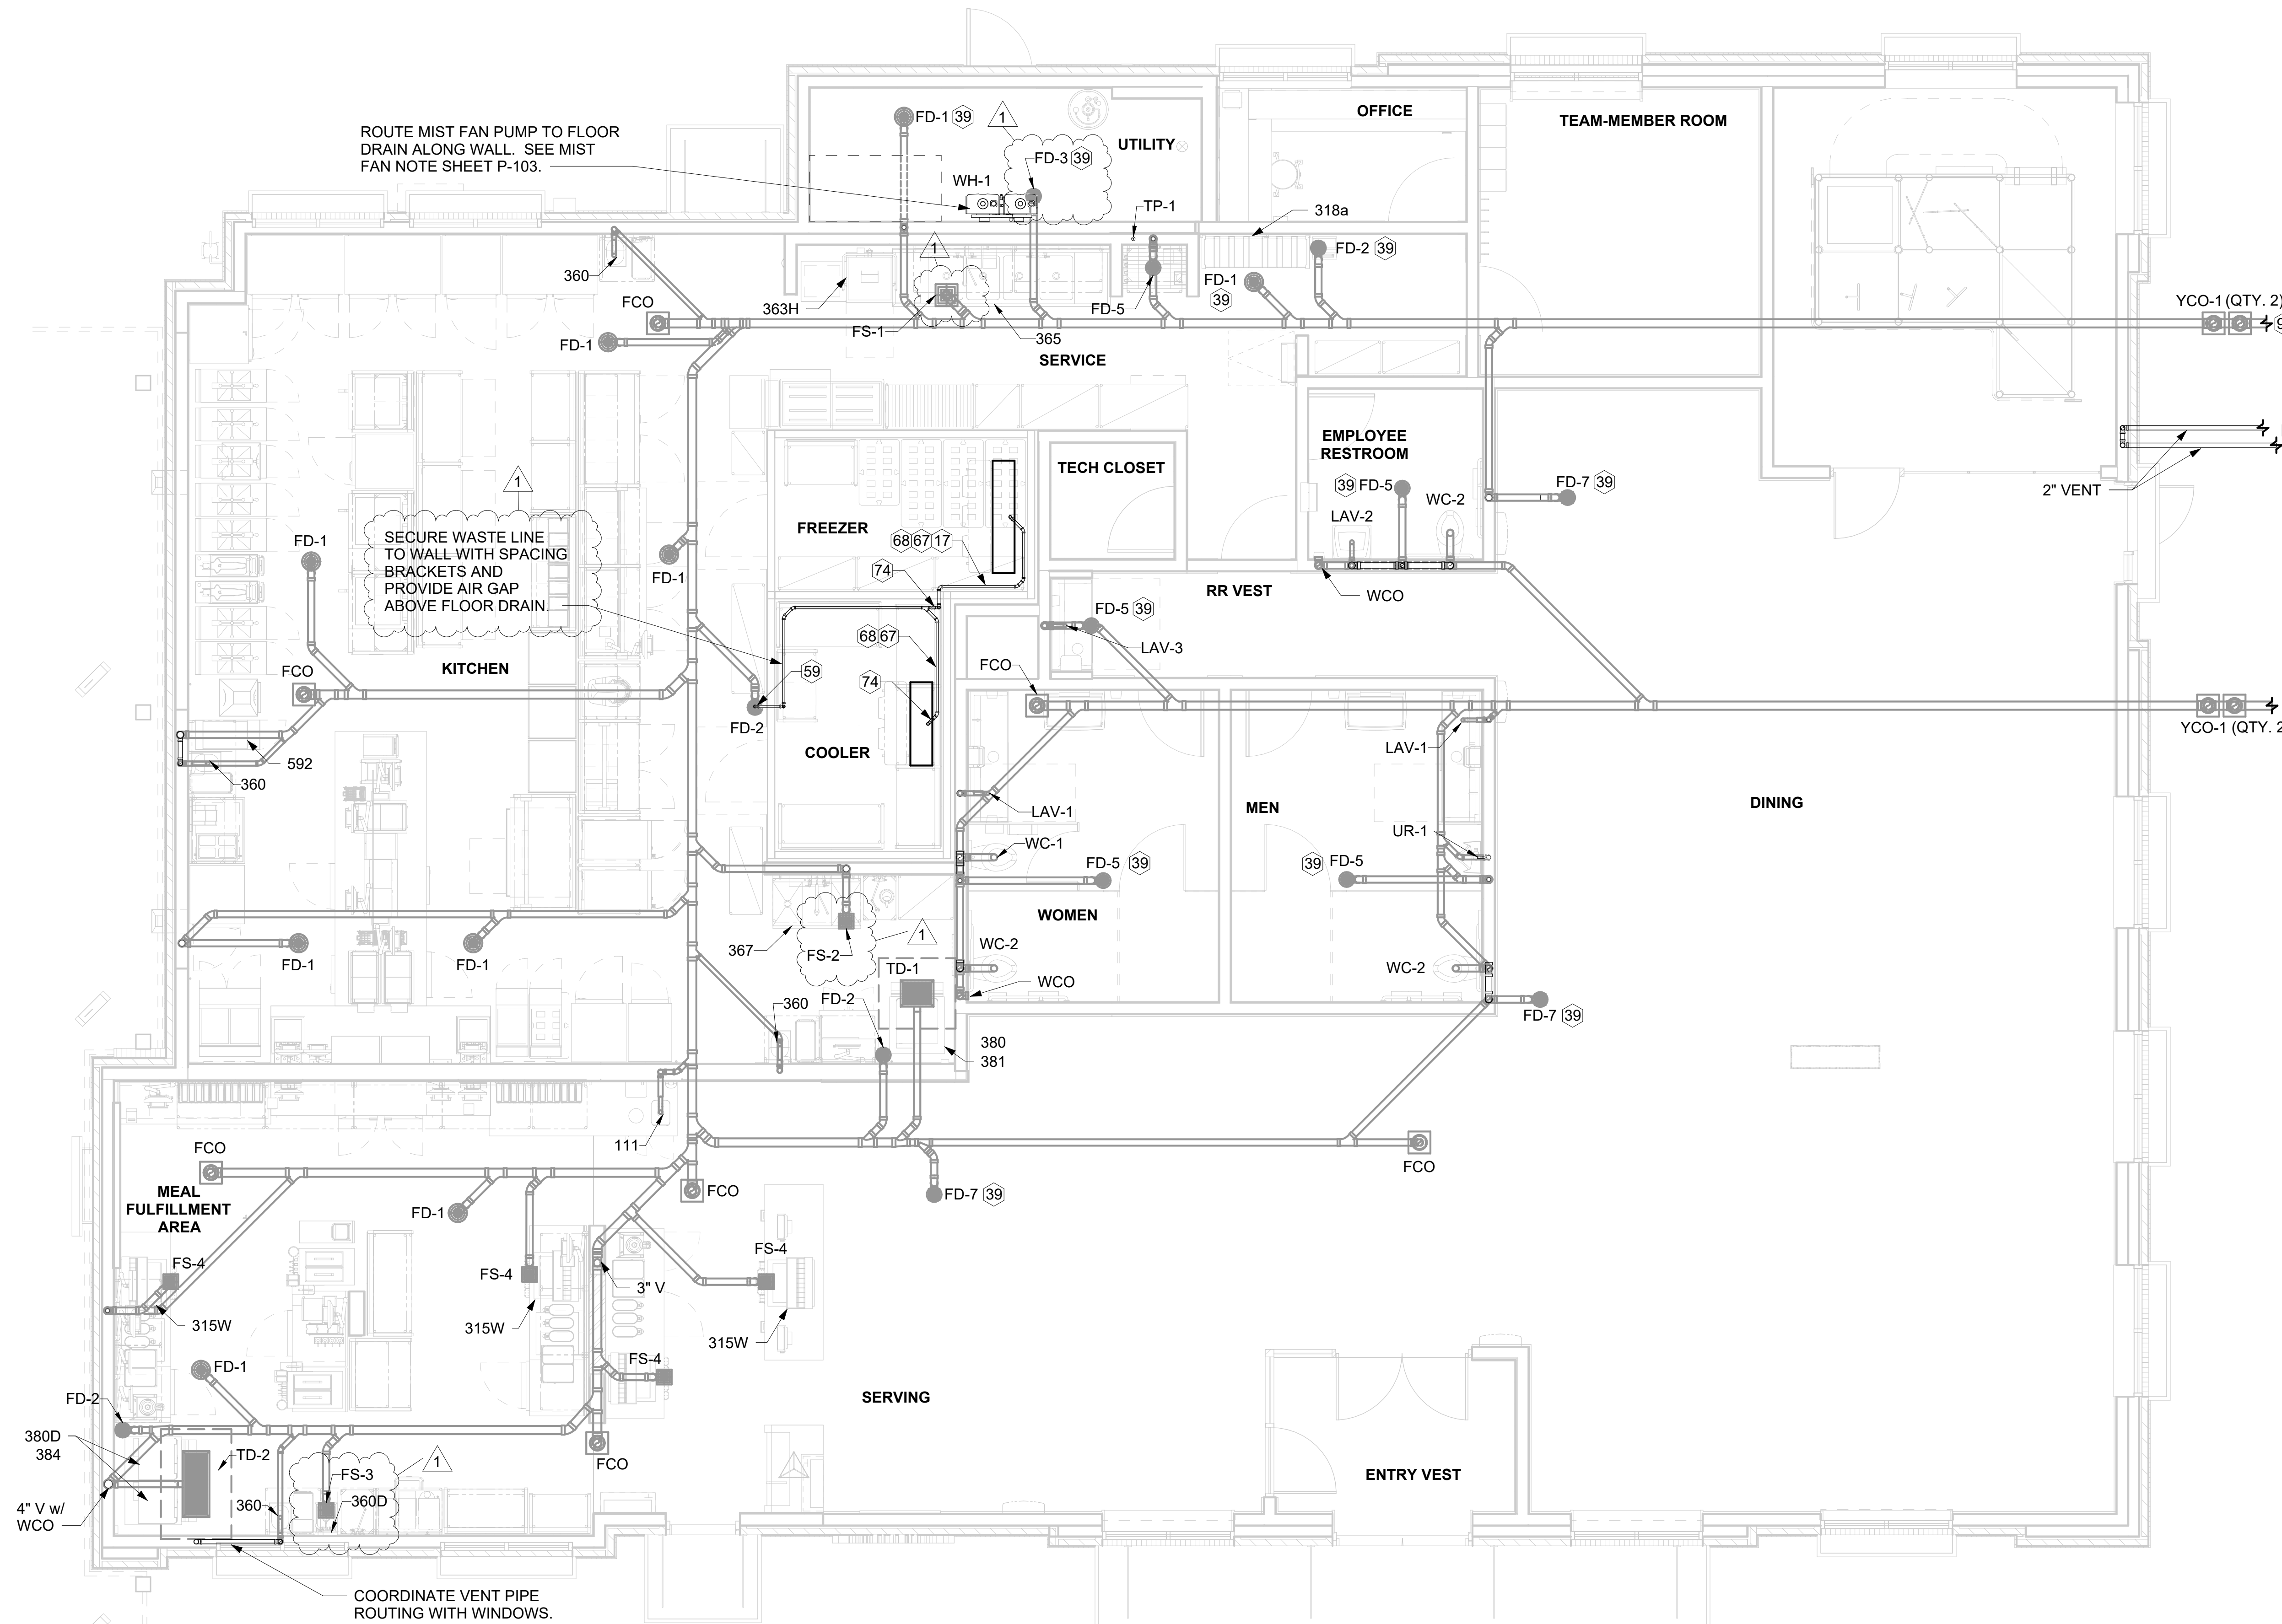 ROUTE MIST FAN PUMP TO FLOOR
DRAIN ALONG WALL.  SEE MIST
FAN NOTE SHEET P-103.
FD-1 39
1
UTILITY
FD-3 39
WH-1
TP-1
OFFICE
TEAM-MEMBER ROOM
318a
FD-2 39
FD-1
39
360
FCO
FD-1
363H
1
FS-1
365
FD-5
SERVICE
YCO-1 (QTY. 2)
EMPLOYEE
RESTROOM
TECH CLOSET
39 FD-5
WC-2
LAV-2
FD-7 39
2" VENT
1
SECURE WASTE LINE
TO WALL WITH SPACING
BRACKETS AND
PROVIDE AIR GAP
ABOVE FLOOR DRAIN.
FD-1
FD-1
FREEZER
68 67 17
74
RR VEST
WCO
FD-5 39
LAV-3
68 67
59
74
FD-2
KITCHEN
FCO
FCO
COOLER
592
360
YCO-1 (QTY. 2
LAV-1
LAV-1
MEN
DINING
UR-1
WC-1
FD-5 39
39 FD-5
WOMEN
367
FS-2
1
FD-1
FD-1
TD-1
WC-2
WCO
WC-2
360
FD-2
380
381
FD-7 39
111
FCO
FCO
FCO
FD-7 39
MEAL
FULFILLMENT
AREA
FD-1
FS-4
FS-4
FS-4
3" V
315W
315W
315W
FD-1
FS-4
FD-2
SERVING
380D
384
TD-2
FCO
1
FS-3
360
360D
ENTRY VEST
4" V w/
WCO
COORDINATE VENT PIPE
ROUTING WITH WINDOWS.